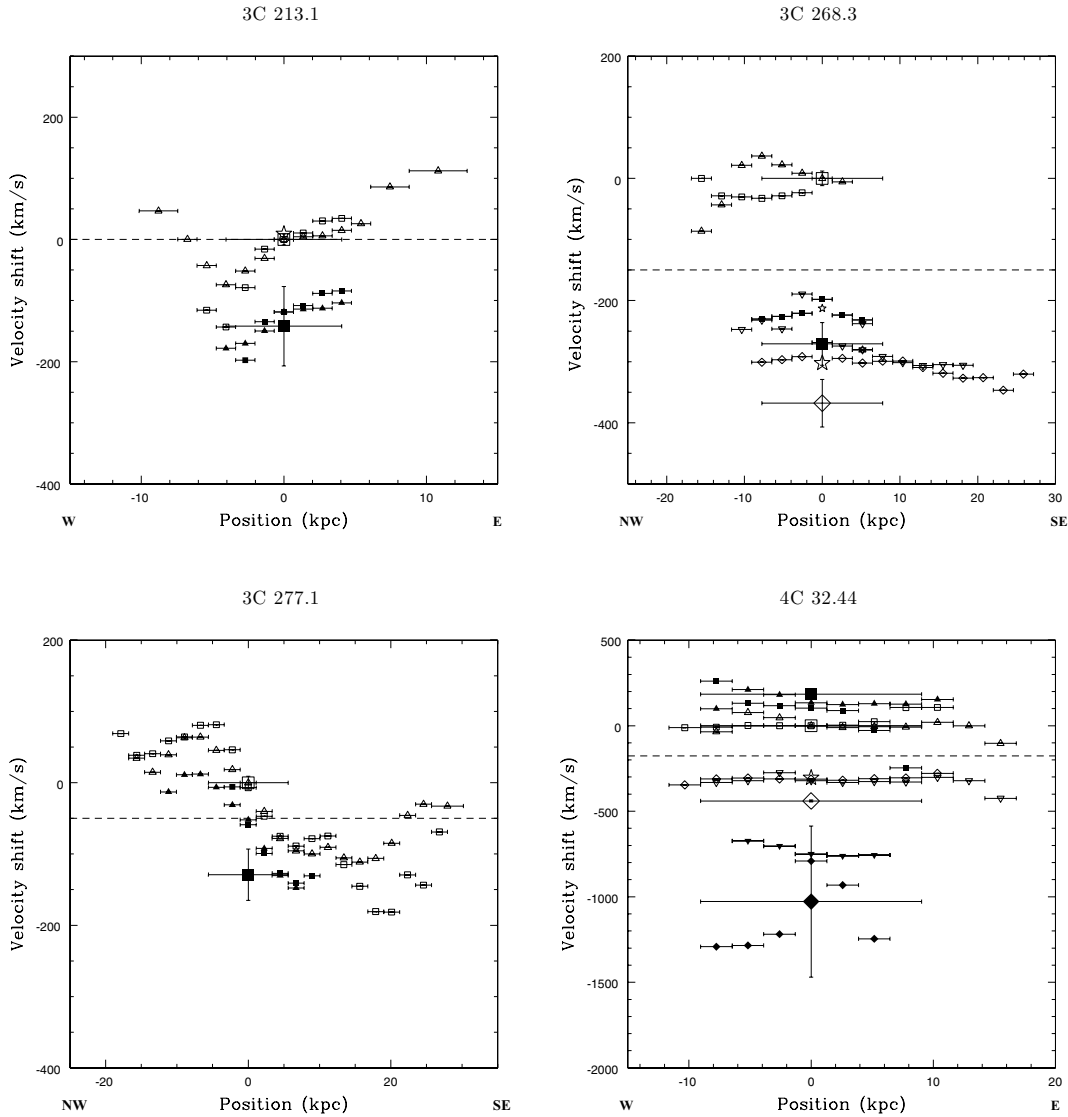 3C 213.1
3C 268.3
Velocity shift (km/s)
200
0
-200
-400
-10
0
10
W
Position (kpc)
E
Velocity shift (km/s)
200
0
-200
-400
-20
-10
0
10
20
30
NW
Position (kpc)
SE
3C 277.1
4C 32.44
Velocity shift (km/s)
200
0
-200
-400
-20
0
20
NW
Position (kpc)
SE
Velocity shift (km/s)
500
0
-500
-1000
-1500
-2000
-10
0
10
20
W
Position (kpc)
E